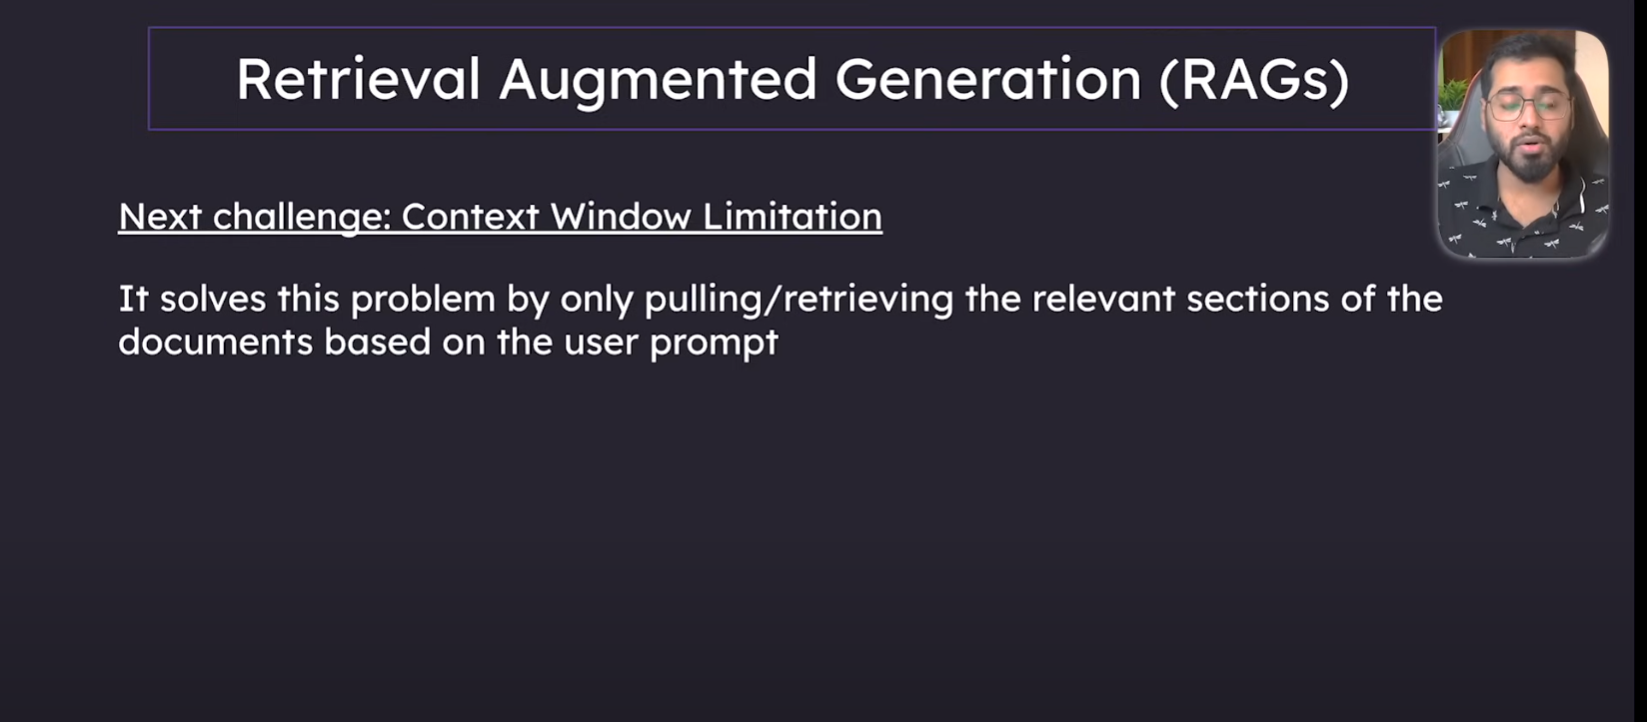 Retrieval Augmented Generation (RAGs)
Next challenge: Context Window Limitation
It solves this problem by only pulling/retrieving the relevant sections of the
documents based on the user prompt